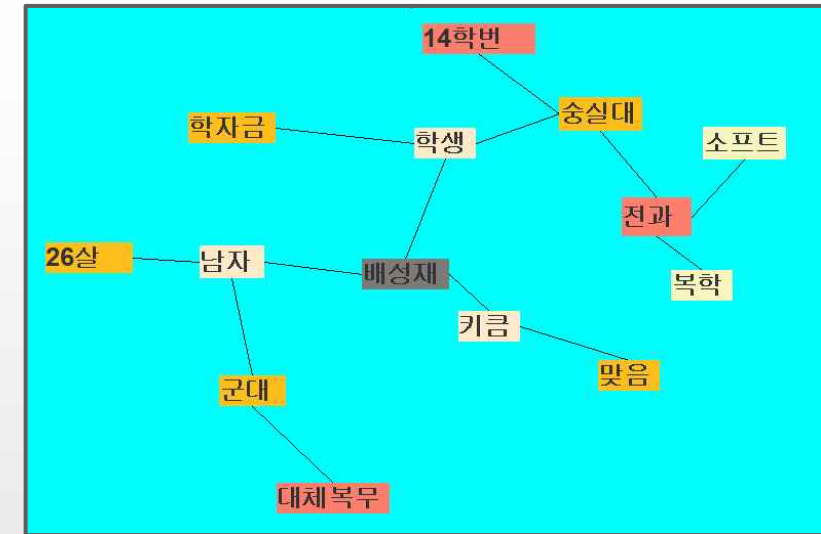 14학번
숭실대
학자금
학생
소프트
전과
26살
남자
배성재
복학
키큼
맞음
군대
대체복무